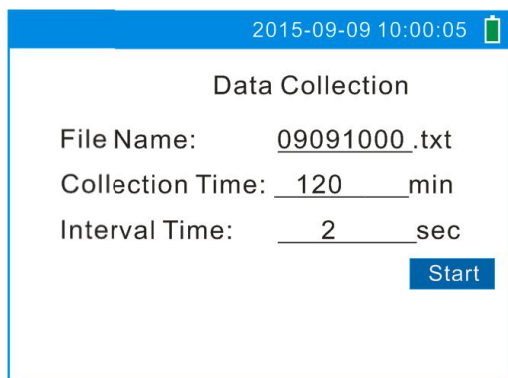 2015-09-09 10:00:05
Data Collection
File Name: 09091000 .txt
Collection Time: 120 min
Interval Time: 2 sec
Start